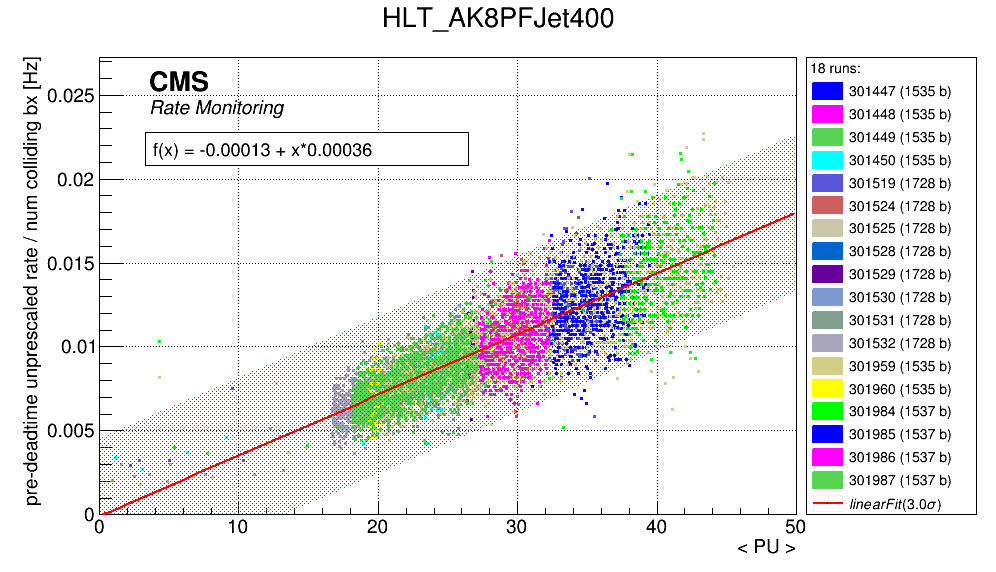 HLT_AK8PFJet400
pre-deadtime unprescaled rate / num colliding bx [Hz]
CMS
Rate Monitoring
f(x) = -0.00013 + x*0.00036
0.025
0.02
0.015
0.01
0.005
0
0 10 20 30 40 50
< PU >
18 runs:
301447 (1535 b)
301448 (1535 b)
301449 (1535 b)
301450 (1535 b)
301519 (1728 b)
301524 (1728 b)
301525 (1728 b)
301528 (1728 b)
301529 (1728 b)
301530 (1728 b)
301531 (1728 b)
301532 (1728 b)
301959 (1535 b)
301960 (1535 b)
301984 (1537 b)
301985 (1537 b)
301986 (1537 b)
301987 (1537 b)
linearFit(3.0σ)